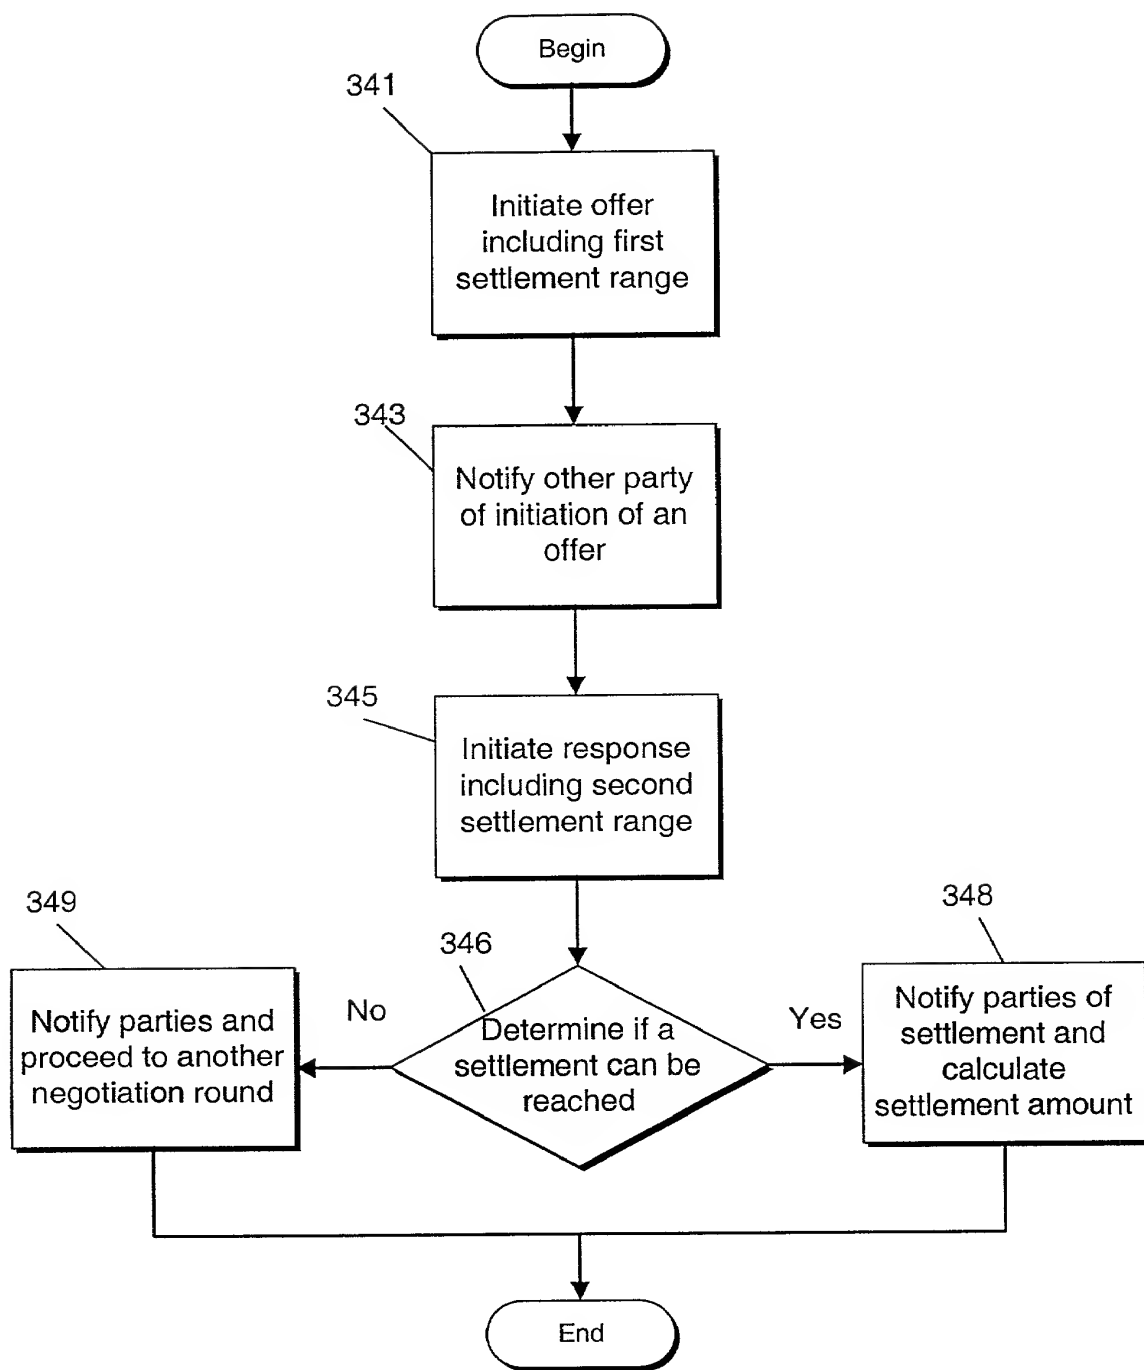 Begin
341
Initiate offer
including first
settlement range
343
Notify other party
of initiation of an
offer
345
Initiate response
including second
settlement range
349
346
348
Notify parties and
proceed to another
negotiation round
No
Determine if a
settlement can be
reached
Yes
Notify parties of
settlement and
calculate
settlement amount
End